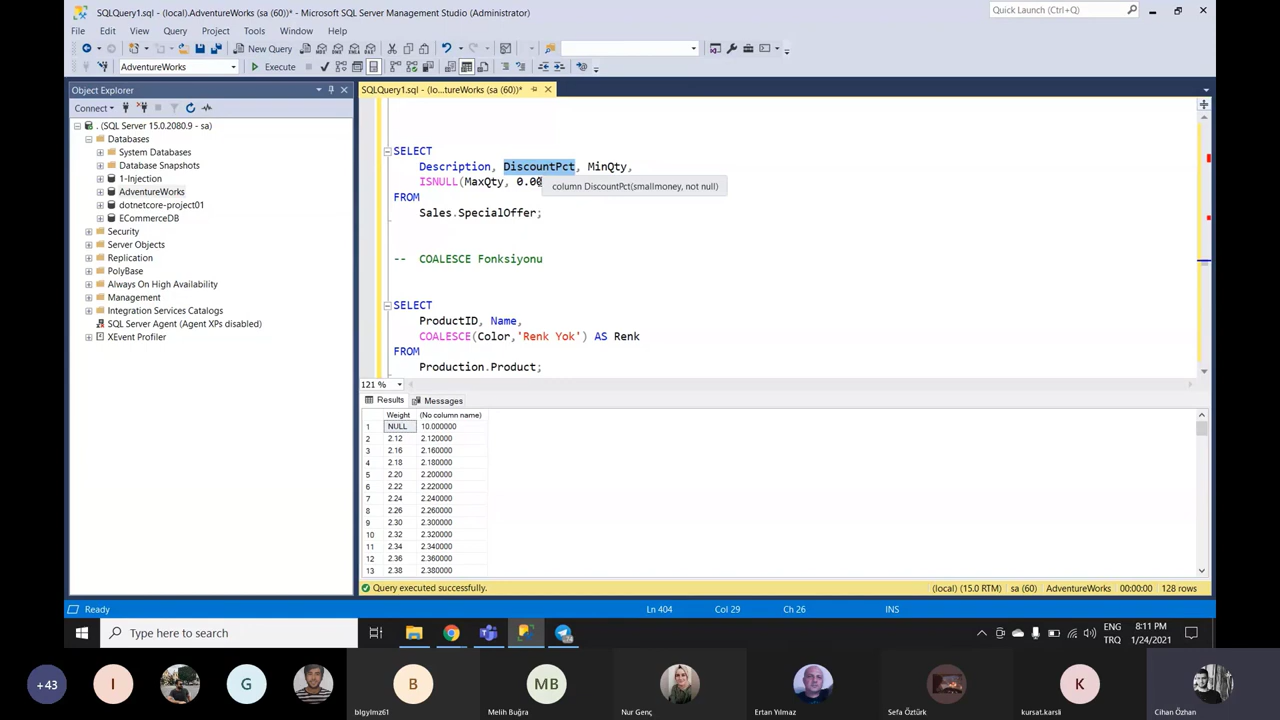 SQLQuery1.sql - (local).AdventureWorks (sa (60))* - Microsoft SQL Server Management Studio (Administrator)
Quick Launch (Ctrl+Q)
File Edit View Query Project Tools Window Help
New Query
AdventureWorks
Execute
Object Explorer
SQLQuery1.sql - (lo...tureWorks (sa (60))*
Connect
. (SQL Server 15.0.2080.9 - sa)
Databases
System Databases
Database Snapshots
1-Injection
AdventureWorks
dotnetcore-project01
ECommerceDB
Security
Server Objects
Replication
PolyBase
Always On High Availability
Management
Integration Services Catalogs
SQL Server Agent (Agent XPs disabled)
XEvent Profiler
SELECT
Description, DiscountPct, MinQty,
ISNULL(MaxQty, 0.00
column DiscountPct(smallmoney, not null)
FROM
Sales.SpecialOffer;
-- COALESCE Fonksiyonu
SELECT
ProductID, Name,
COALESCE(Color,'Renk Yok') AS Renk
FROM
Production.Product;
121 %
Results Messages
Weight (No column name)
1 NULL 10.000000
2 2.12 2.120000
3 2.16 2.160000
4 2.18 2.180000
5 2.20 2.200000
6 2.22 2.220000
7 2.24 2.240000
8 2.26 2.260000
9 2.30 2.300000
10 2.32 2.320000
11 2.34 2.340000
12 2.36 2.360000
13 2.38 2.380000
Query executed successfully.
(local) (15.0 RTM) sa (60) AdventureWorks 00:00:00 128 rows
Ready
Ln 404 Col 29 Ch 26 INS
Type here to search
ENG
TRQ
8:11 PM
1/24/2021
+43 I G B MB K
blgylmz61 Melih Buğra Nur Genç Ertan Yılmaz Sefa Öztürk kursat.karsli Cihan Özhan